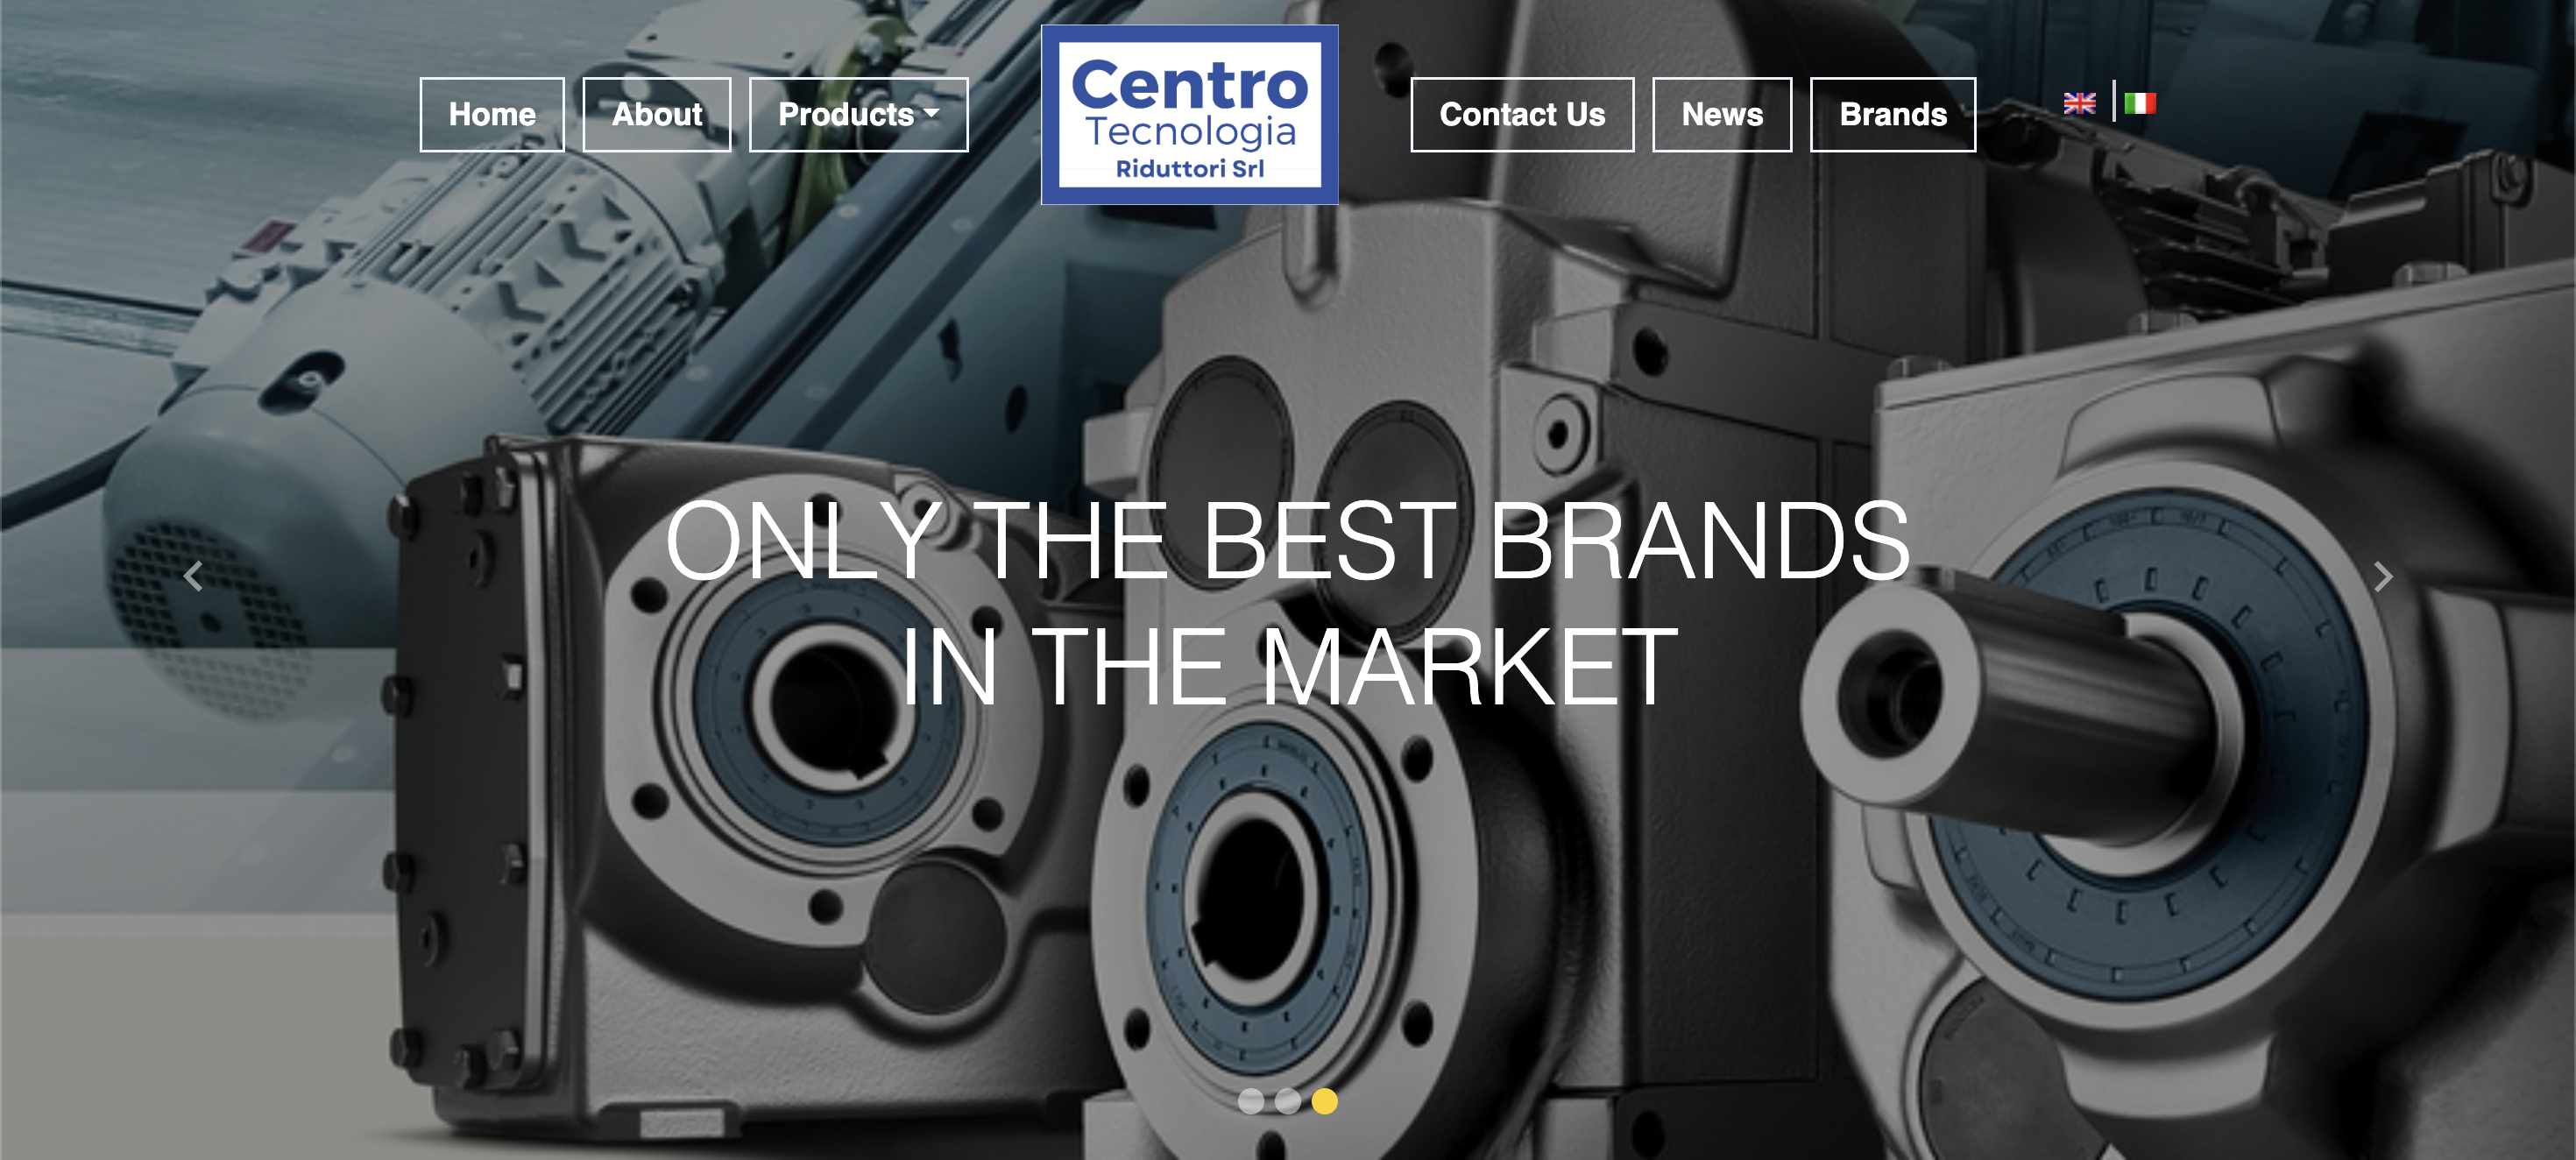 Home
About
Products
Centro
Tecnologia
Riduttori Srl
Contact Us
News
Brands
ONLY THE BEST BRANDS
IN THE MARKET